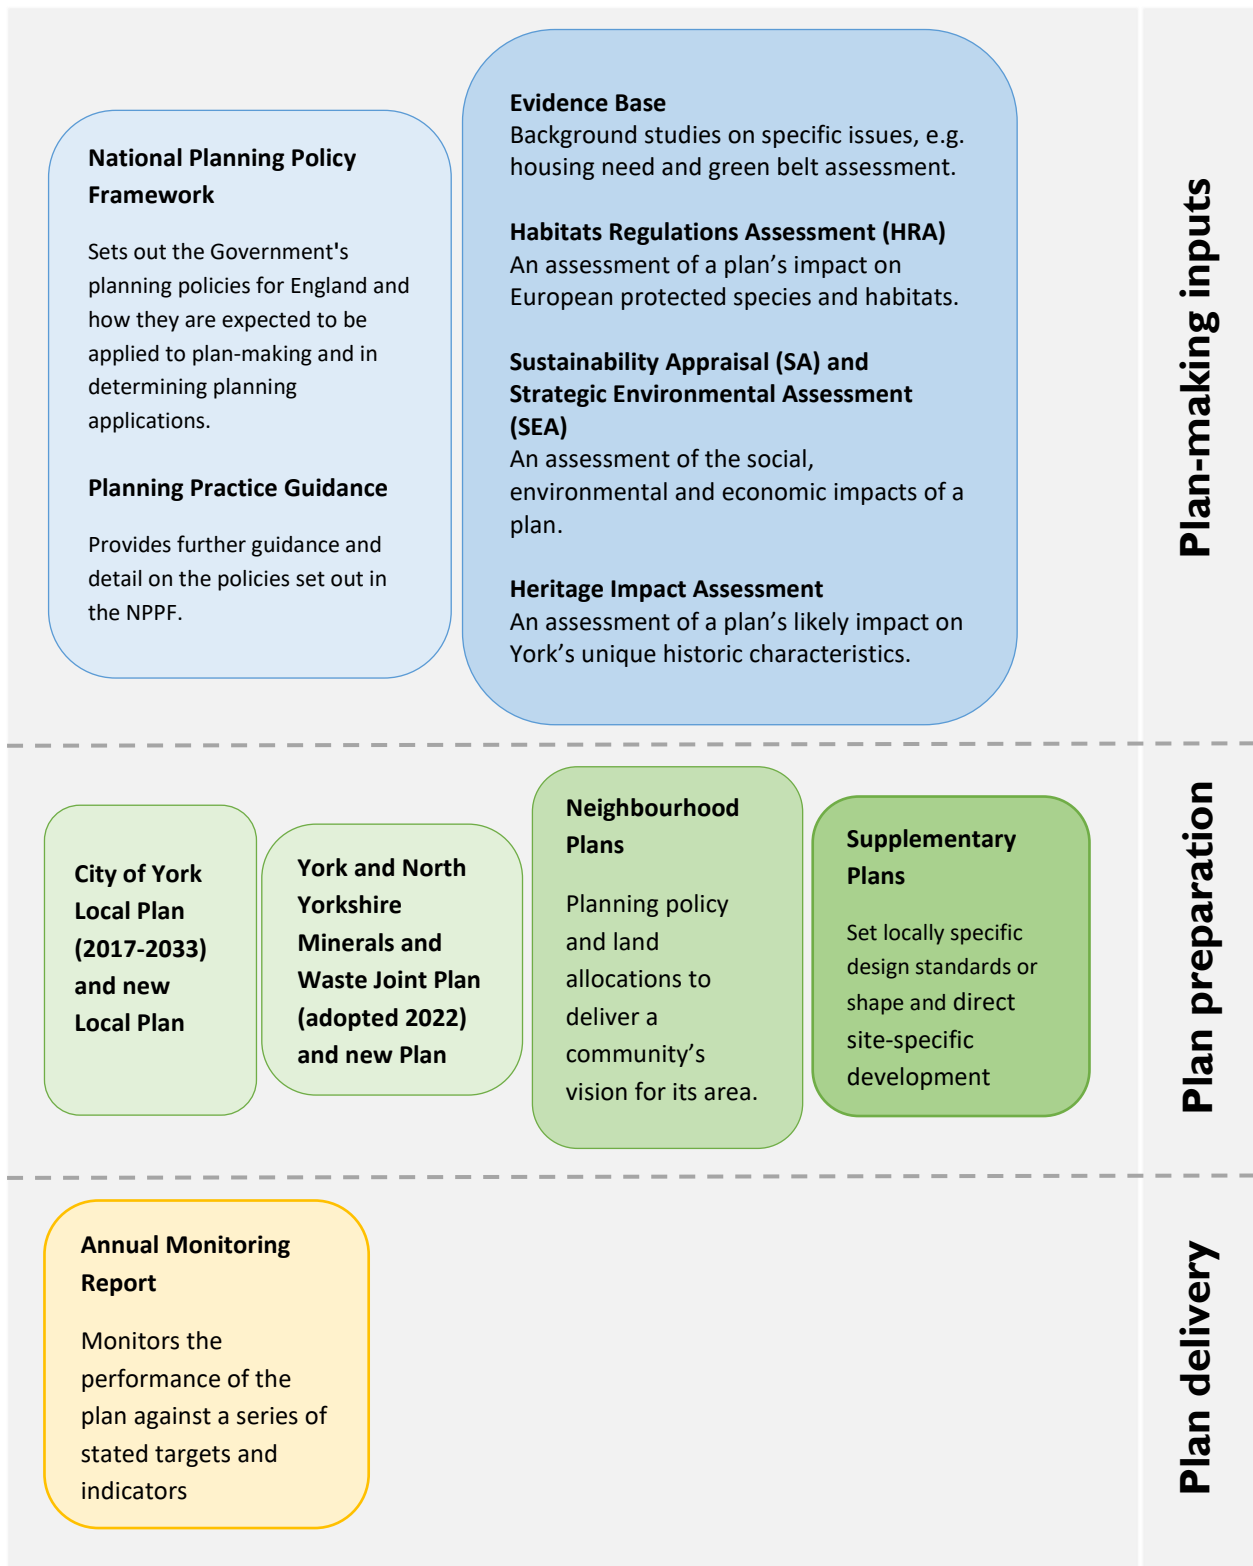 National Planning Policy
Framework
Sets out the Government's
planning policies for England and
how they are expected to be
applied to plan-making and in
determining planning
applications.
Planning Practice Guidance
Provides further guidance and
detail on the policies set out in
the NPPF.
Evidence Base
Background studies on specific issues, e.g.
housing need and green belt assessment.
Habitats Regulations Assessment (HRA)
An assessment of a plan’s impact on
European protected species and habitats.
Sustainability Appraisal (SA) and
Strategic Environmental Assessment
(SEA)
An assessment of the social,
environmental and economic impacts of a
plan.
Heritage Impact Assessment
An assessment of a plan’s likely impact on
York’s unique historic characteristics.
Plan-making inputs
City of York
Local Plan
(2017-2033)
and new
Local Plan
York and North
Yorkshire
Minerals and
Waste Joint Plan
(adopted 2022)
and new Plan
Neighbourhood
Plans
Planning policy
and land
allocations to
deliver a
community’s
vision for its area.
Supplementary
Plans
Set locally specific
design standards or
shape and direct
site-specific
development
Plan preparation
Annual Monitoring
Report
Monitors the
performance of the
plan against a series of
stated targets and
indicators
Plan delivery